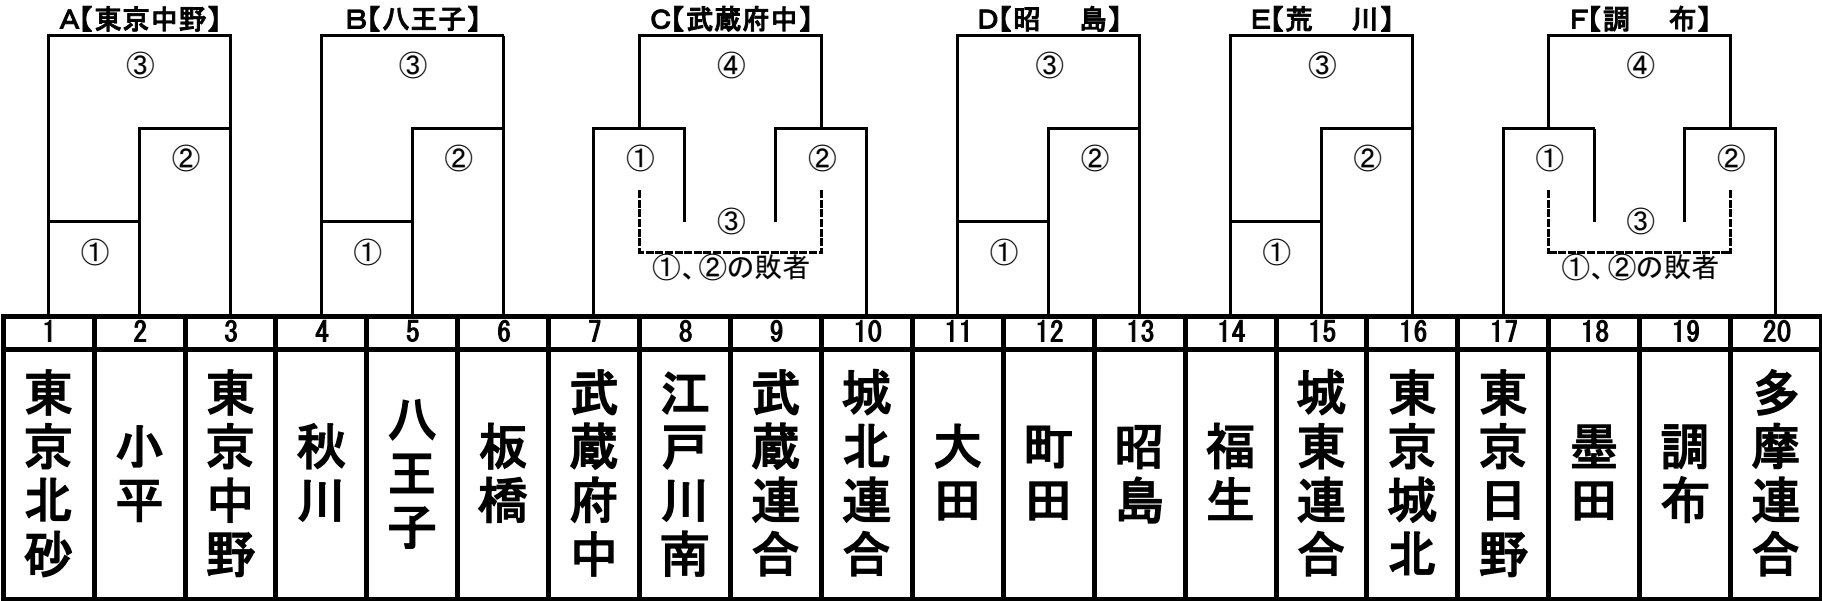 A【東京中野】 B【八王子】 C【武蔵府中】 D【昭　島】 E【荒　川】 F【調　布】
③ ③ ④ ③ ③ ④
② ② ① ② ② ② ① ②
③ ③
① ① ① ①
①、②の敗者 ①、②の敗者
1 2 3 4 5 6 7 8 9 10 11 12 13 14 15 16 17 18 19 20
東京北砂
小平
東京中野
秋川
八王子
板橋
武蔵府中
江戸川南
武蔵連合
城北連合
大田
町田
昭島
福生
城東連合
東京城北
東京日野
墨田
調布
多摩連合